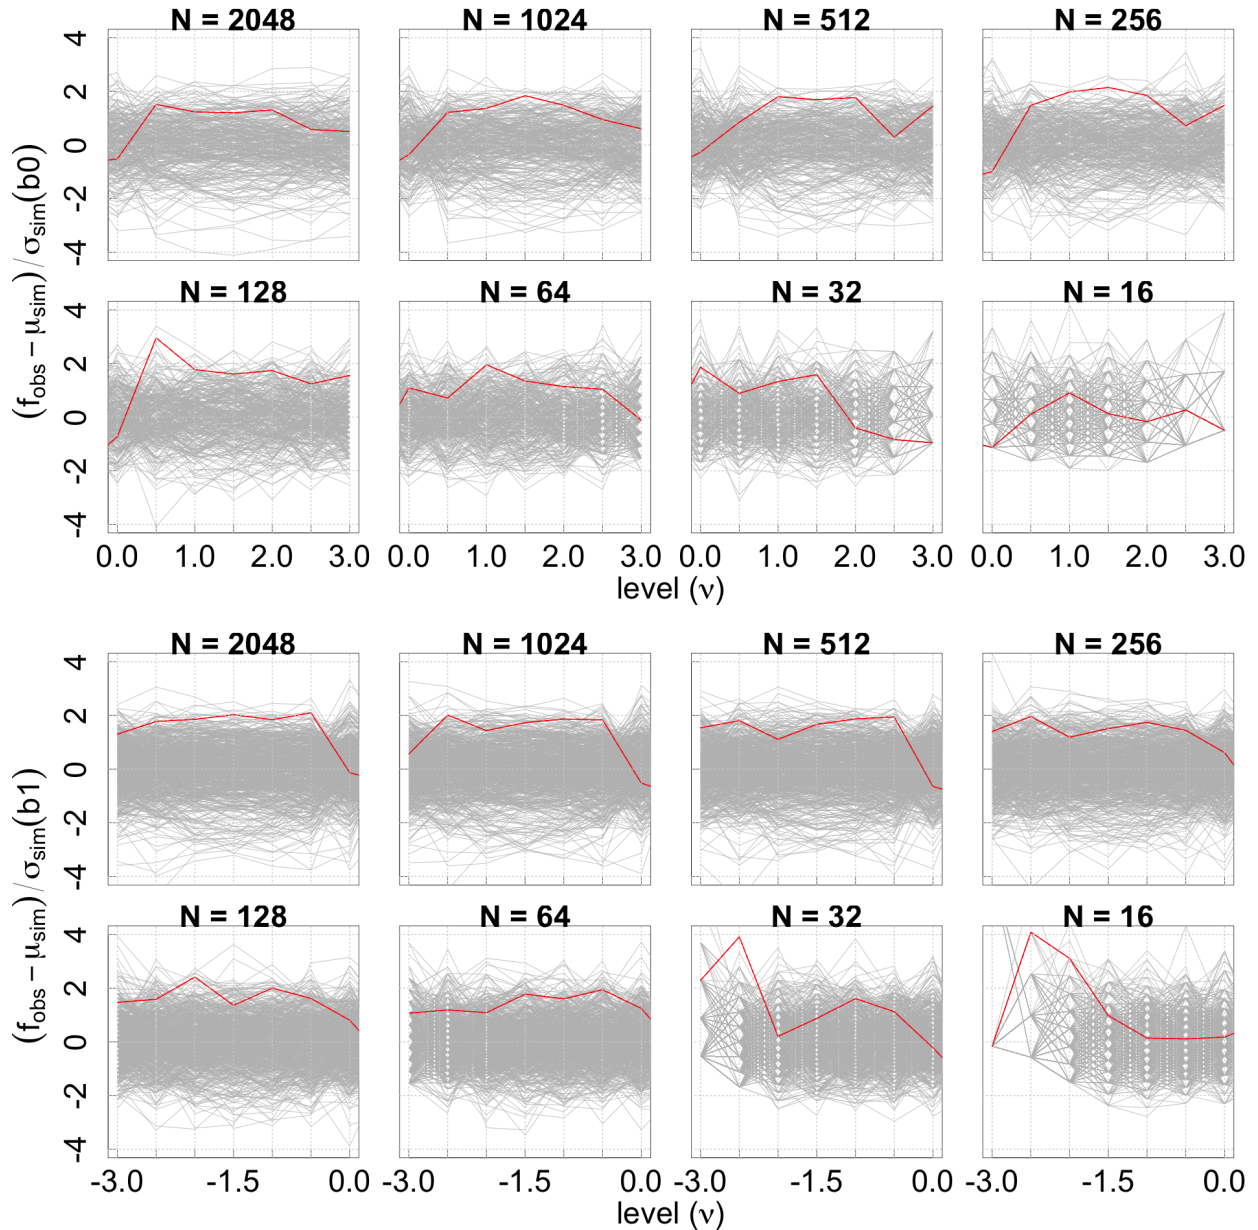 N = 2048 N = 1024 N = 512 N = 256
4
2
0
-2
-4
(f_obs − μ_sim) / σ_sim(b0)
N = 128 N = 64 N = 32 N = 16
4
2
0
-2
-4
0.0 1.0 2.0 3.0 0.0 1.0 2.0 3.0 0.0 1.0 2.0 3.0 0.0 1.0 2.0 3.0
level (ν)
N = 2048 N = 1024 N = 512 N = 256
4
2
0
-2
-4
(f_obs − μ_sim) / σ_sim(b1)
N = 128 N = 64 N = 32 N = 16
4
2
0
-2
-4
-3.0 -1.5 0.0 -3.0 -1.5 0.0 -3.0 -1.5 0.0 -3.0 -1.5 0.0
level (ν)